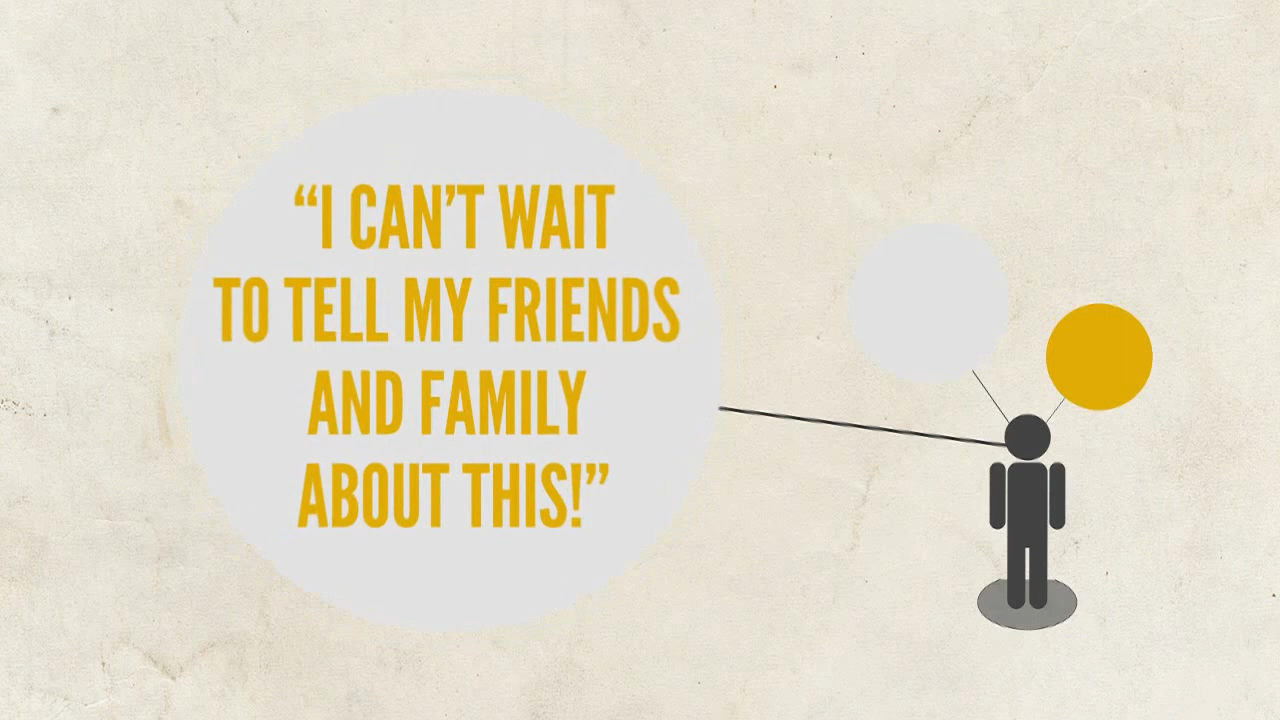 “I CAN’T WAIT
TO TELL MY FRIENDS
AND FAMILY
ABOUT THIS!”